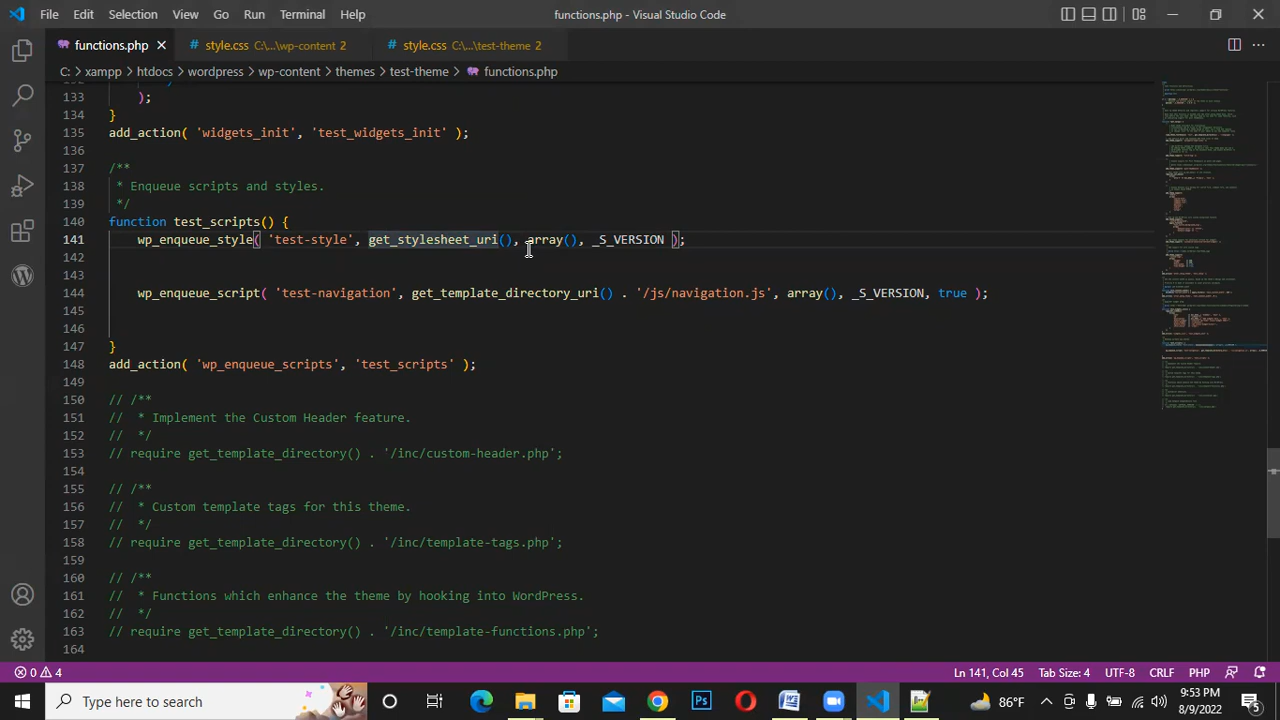 File Edit Selection View Go Run Terminal Help functions.php - Visual Studio Code
functions.php style.css C:\...\wp-content 2 style.css C:\...\test-theme 2
C: > xampp > htdocs > wordpress > wp-content > themes > test-theme > functions.php
133 );
134 }
135 add_action( 'widgets_init', 'test_widgets_init' );
136
137 /**
138 * Enqueue scripts and styles.
139 */
140 function test_scripts() {
141 wp_enqueue_style( 'test-style', get_stylesheet_uri(), array(), _S_VERSION );
142
143
144 wp_enqueue_script( 'test-navigation', get_template_directory_uri() . '/js/navigation.js', array(), _S_VERSION, true );
145
146
147 }
148 add_action( 'wp_enqueue_scripts', 'test_scripts' );
149
150 // /**
151 // * Implement the Custom Header feature.
152 // */
153 // require get_template_directory() . '/inc/custom-header.php';
154
155 // /**
156 // * Custom template tags for this theme.
157 // */
158 // require get_template_directory() . '/inc/template-tags.php';
159
160 // /**
161 // * Functions which enhance the theme by hooking into WordPress.
162 // */
163 // require get_template_directory() . '/inc/template-functions.php';
164
0 4 Ln 141, Col 45 Tab Size: 4 UTF-8 CRLF PHP
Type here to search 86°F 9:53 PM
8/9/2022 5